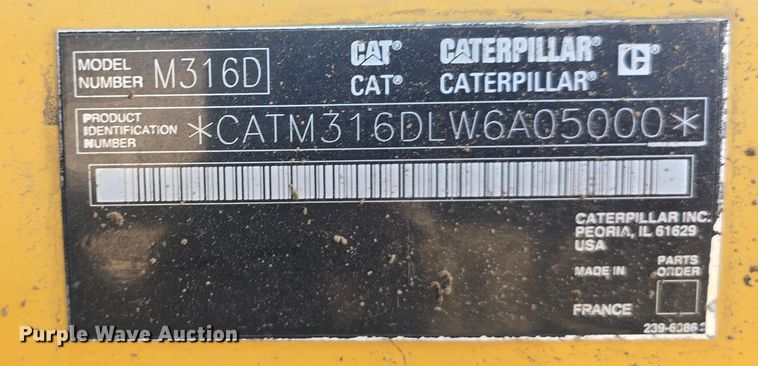 MODEL NUMBER M316D
CAT® CATERPILLAR®
CAT® CATERPILLAR®
PRODUCT IDENTIFICATION NUMBER *CATM316DLW6A05000*
CATERPILLAR INC.
PEORIA, IL 61629
USA
MADE IN
FRANCE
PARTS ORDER
Purple Wave Auction